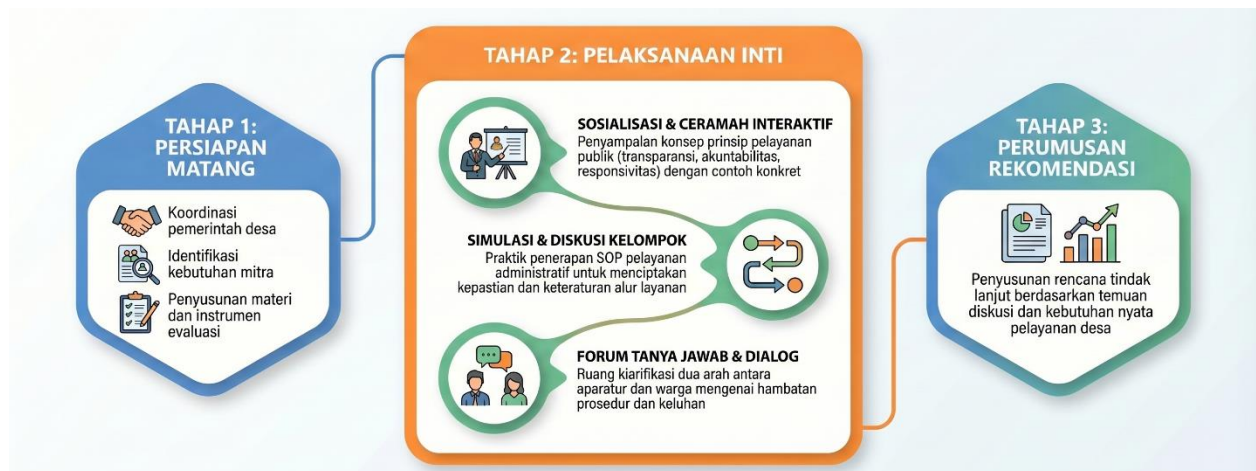 TAHAP 1:
PERSIAPAN
MATANG
Koordinasi
pemerintah desa
Identifikasi
kebutuhan mitra
Penyusunan materi
dan instrumen
evaluasi
TAHAP 2: PELAKSANAAN INTI
SOSIALISASI & CERAMAH INTERAKTIF
Penyampalan konsep prinsip pelayanan
publik (transparansi, akuntabilitas,
responsivitas) dengan contoh konkret
SIMULASI & DISKUSI KELOMPOK
Praktik penerapan SOP pelayanan
administratif untuk menciptakan
kepastian dan keteraturan alur layanan
FORUM TANYA JAWAB & DIALOG
Ruang kiarifikasi dua arah antara
aparatur dan warga mengenai hambatan
prosedur dan keluhan
TAHAP 3:
PERUMUSAN
REKOMENDASI
Penyusunan rencana tindak
lanjut berdasarkan temuan
diskusi dan kebutuhan nyata
pelayanan desa